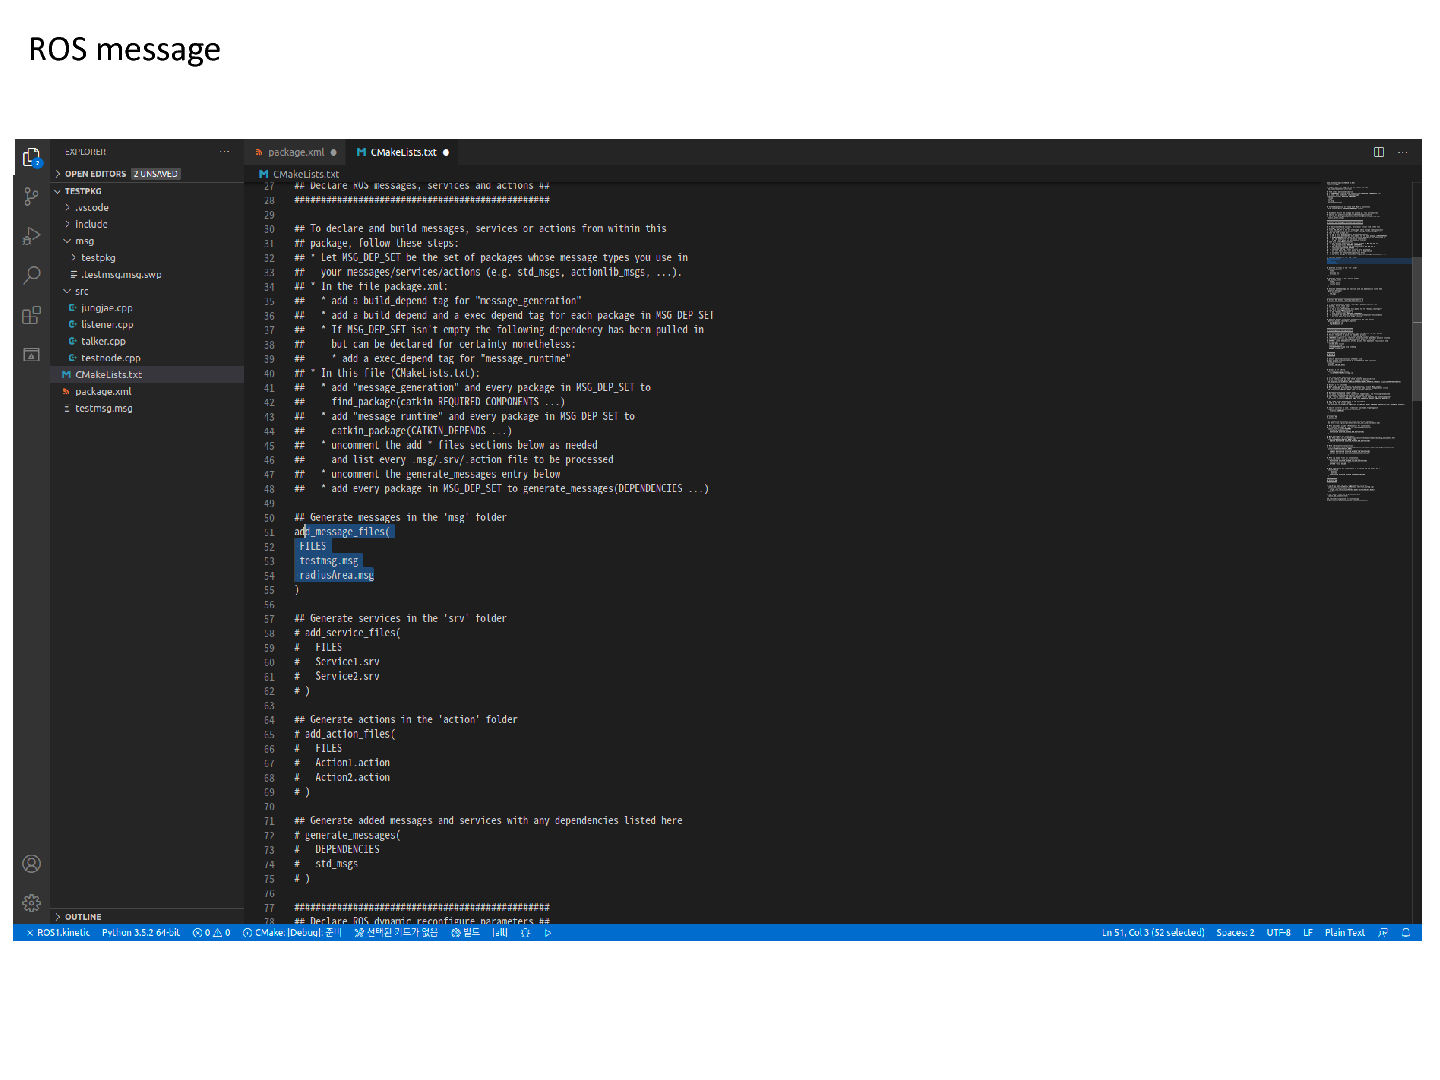 ROS message
EXPLORER
package.xml
CMakeLists.txt
OPEN EDITORS 2 UNSAVED
CMakeLists.txt
TESTPKG
.vscode
include
msg
testpkg
.testmsg.msg.swp
src
jungjae.cpp
listener.cpp
talker.cpp
testnode.cpp
CMakeLists.txt
package.xml
testmsg.msg
OUTLINE
27 ## Declare ROS messages, services and actions ##
28 ################################################
29
30 ## To declare and build messages, services or actions from within this
31 ## package, follow these steps:
32 ## * Let MSG_DEP_SET be the set of packages whose message types you use in
33 ##   your messages/services/actions (e.g. std_msgs, actionlib_msgs, ...).
34 ## * In the file package.xml:
35 ##   * add a build_depend tag for "message_generation"
36 ##   * add a build_depend and a exec_depend tag for each package in MSG_DEP_SET
37 ##   * If MSG_DEP_SET isn't empty the following dependency has been pulled in
38 ##     but can be declared for certainty nonetheless:
39 ##     * add a exec_depend tag for "message_runtime"
40 ## * In this file (CMakeLists.txt):
41 ##   * add "message_generation" and every package in MSG_DEP_SET to
42 ##     find_package(catkin REQUIRED COMPONENTS ...)
43 ##   * add "message_runtime" and every package in MSG_DEP_SET to
44 ##     catkin_package(CATKIN_DEPENDS ...)
45 ##   * uncomment the add_*_files sections below as needed
46 ##     and list every .msg/.srv/.action file to be processed
47 ##   * uncomment the generate_messages entry below
48 ##   * add every package in MSG_DEP_SET to generate_messages(DEPENDENCIES ...)
49
50 ## Generate messages in the 'msg' folder
51 add_message_files(
52  FILES
53  testmsg.msg
54  radiusArea.msg
55 )
56
57 ## Generate services in the 'srv' folder
58 # add_service_files(
59 #   FILES
60 #   Service1.srv
61 #   Service2.srv
62 # )
63
64 ## Generate actions in the 'action' folder
65 # add_action_files(
66 #   FILES
67 #   Action1.action
68 #   Action2.action
69 # )
70
71 ## Generate added messages and services with any dependencies listed here
72 # generate_messages(
73 #   DEPENDENCIES
74 #   std_msgs
75 # )
76
77 ################################################
78 ## Declare ROS dynamic reconfigure parameters ##
ROS1.kinetic Python 3.5.2 64-bit 0 0 CMake: [Debug]: 준비 선택된 키트가 없음 빌드 [all] Ln 51, Col 3 (52 selected) Spaces: 2 UTF-8 LF Plain Text